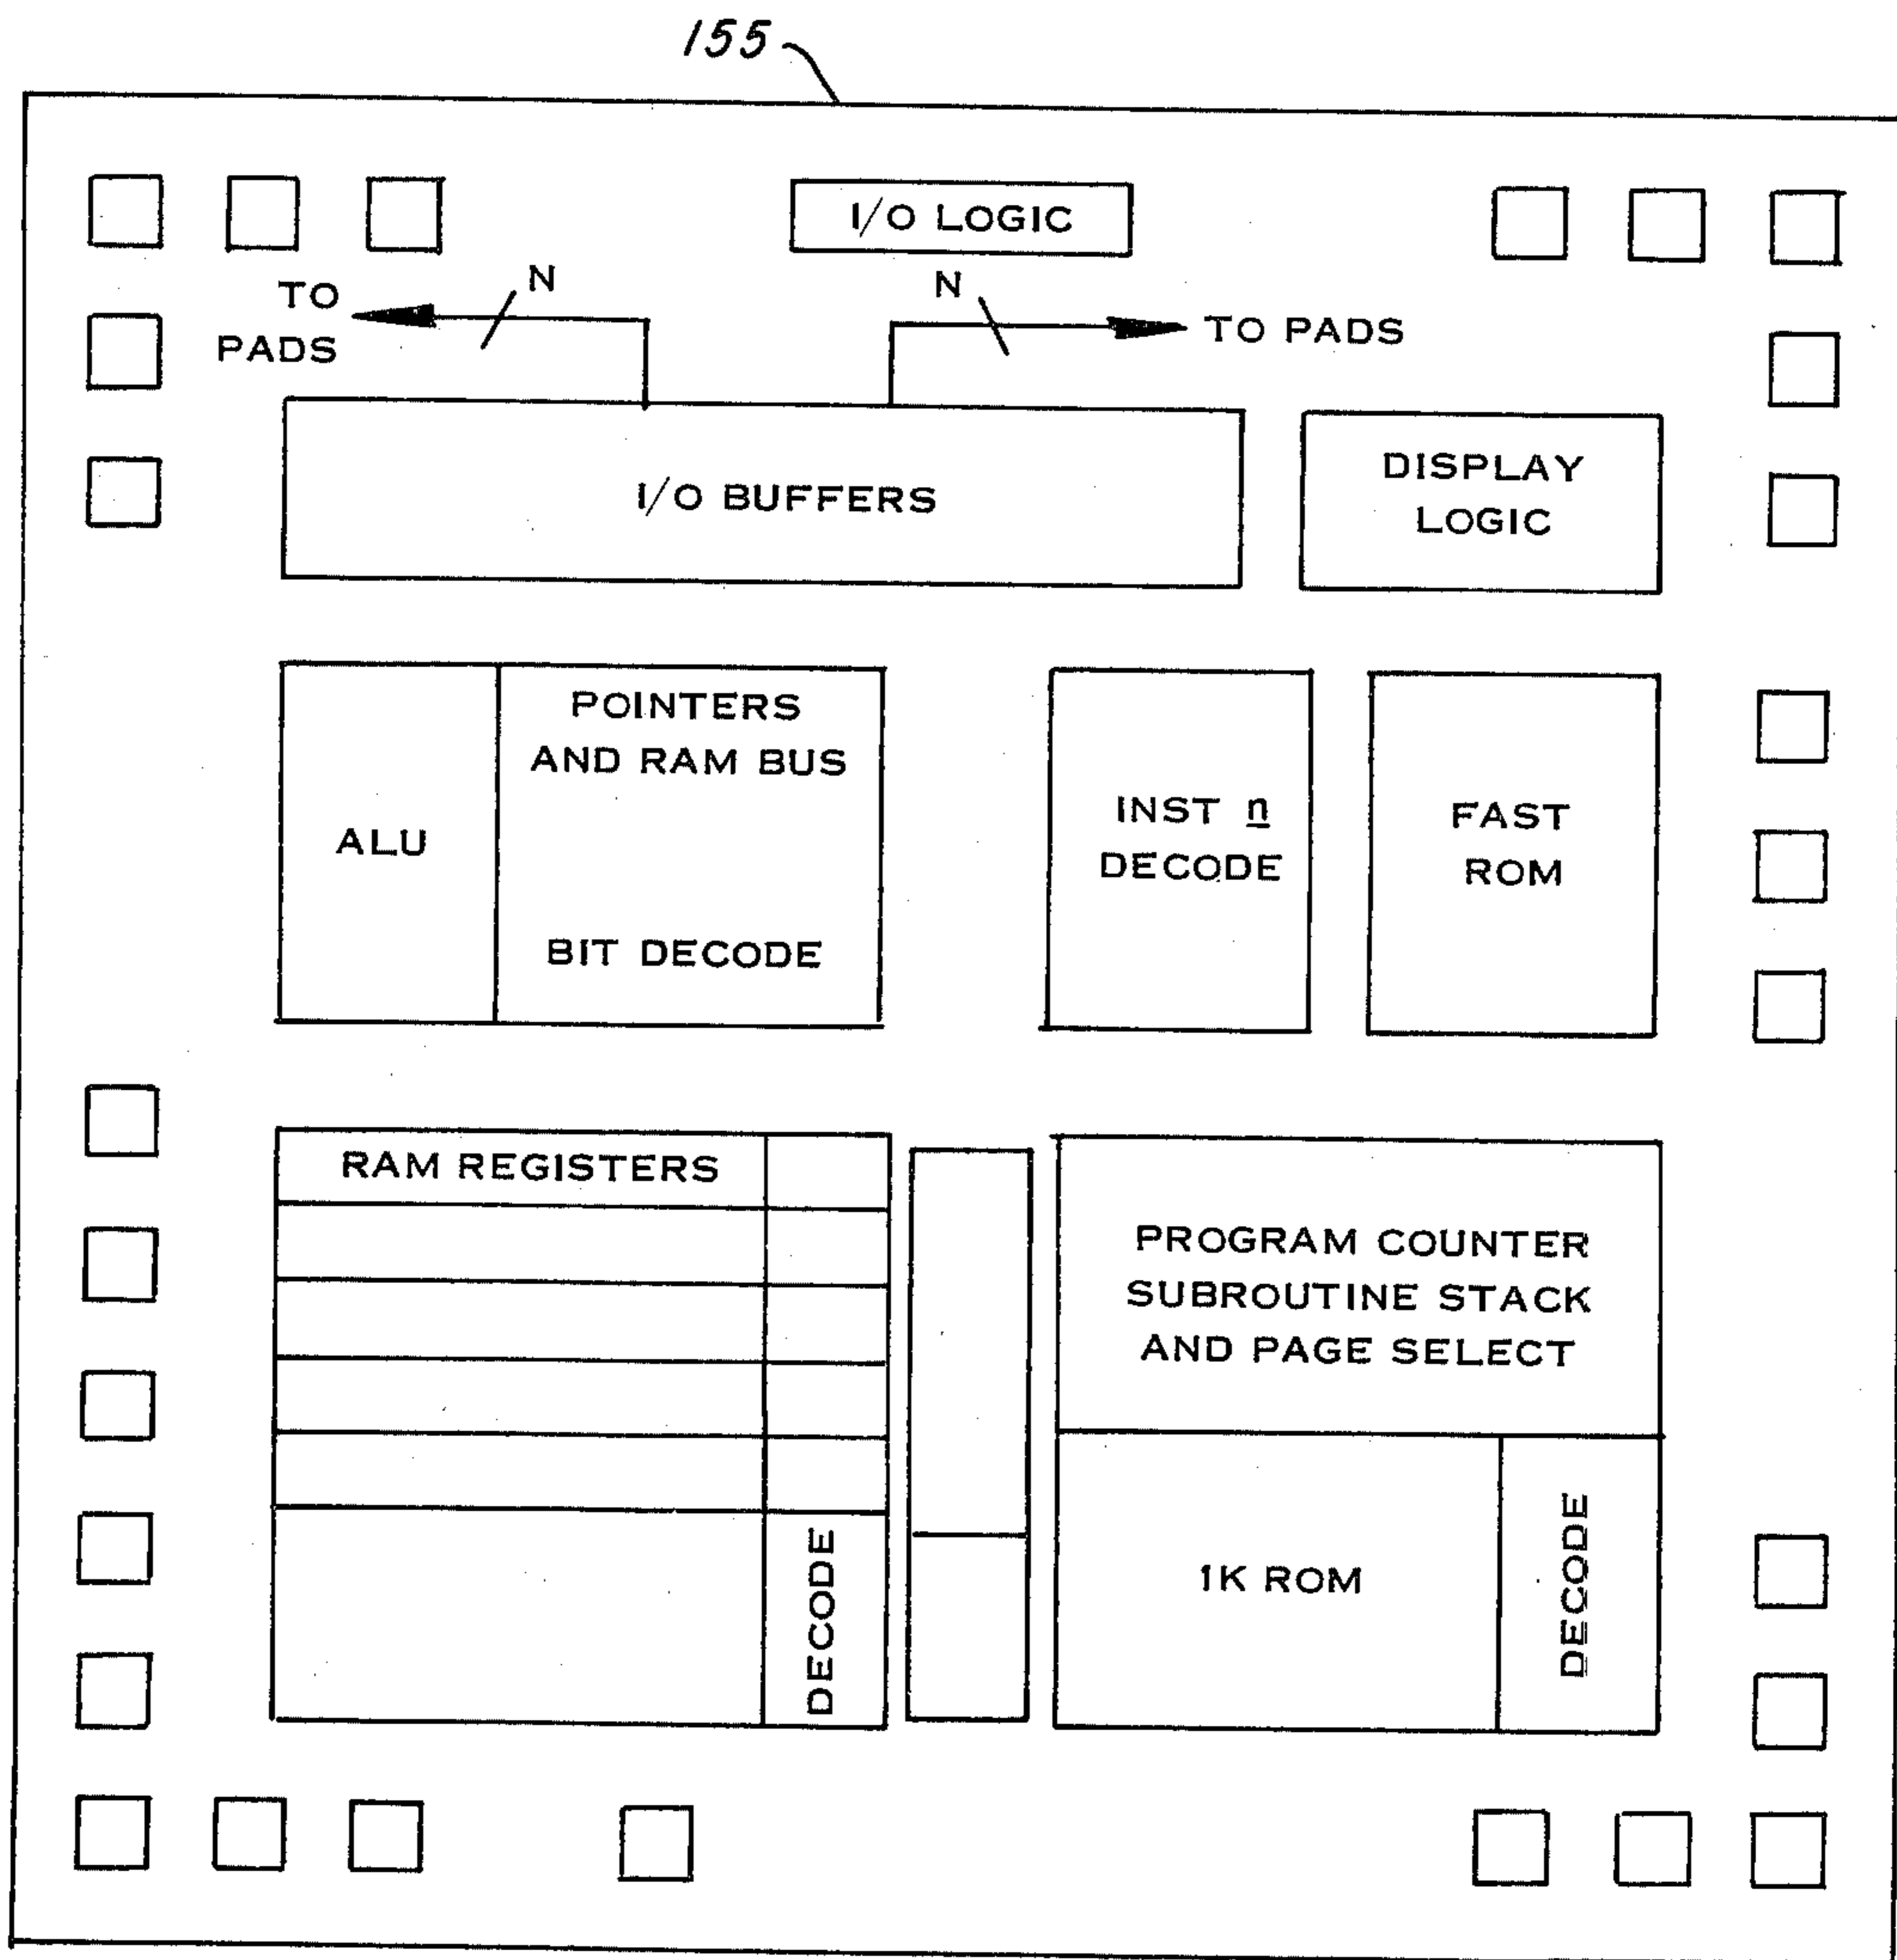 155
I/O LOGIC
N
N
TO
PADS
TO PADS
I/O BUFFERS
DISPLAY
LOGIC
ALU
POINTERS
AND RAM BUS
BIT DECODE
INST n
DECODE
FAST
ROM
RAM REGISTERS
DECODE
PROGRAM COUNTER
SUBROUTINE STACK
AND PAGE SELECT
1K ROM
DECODE